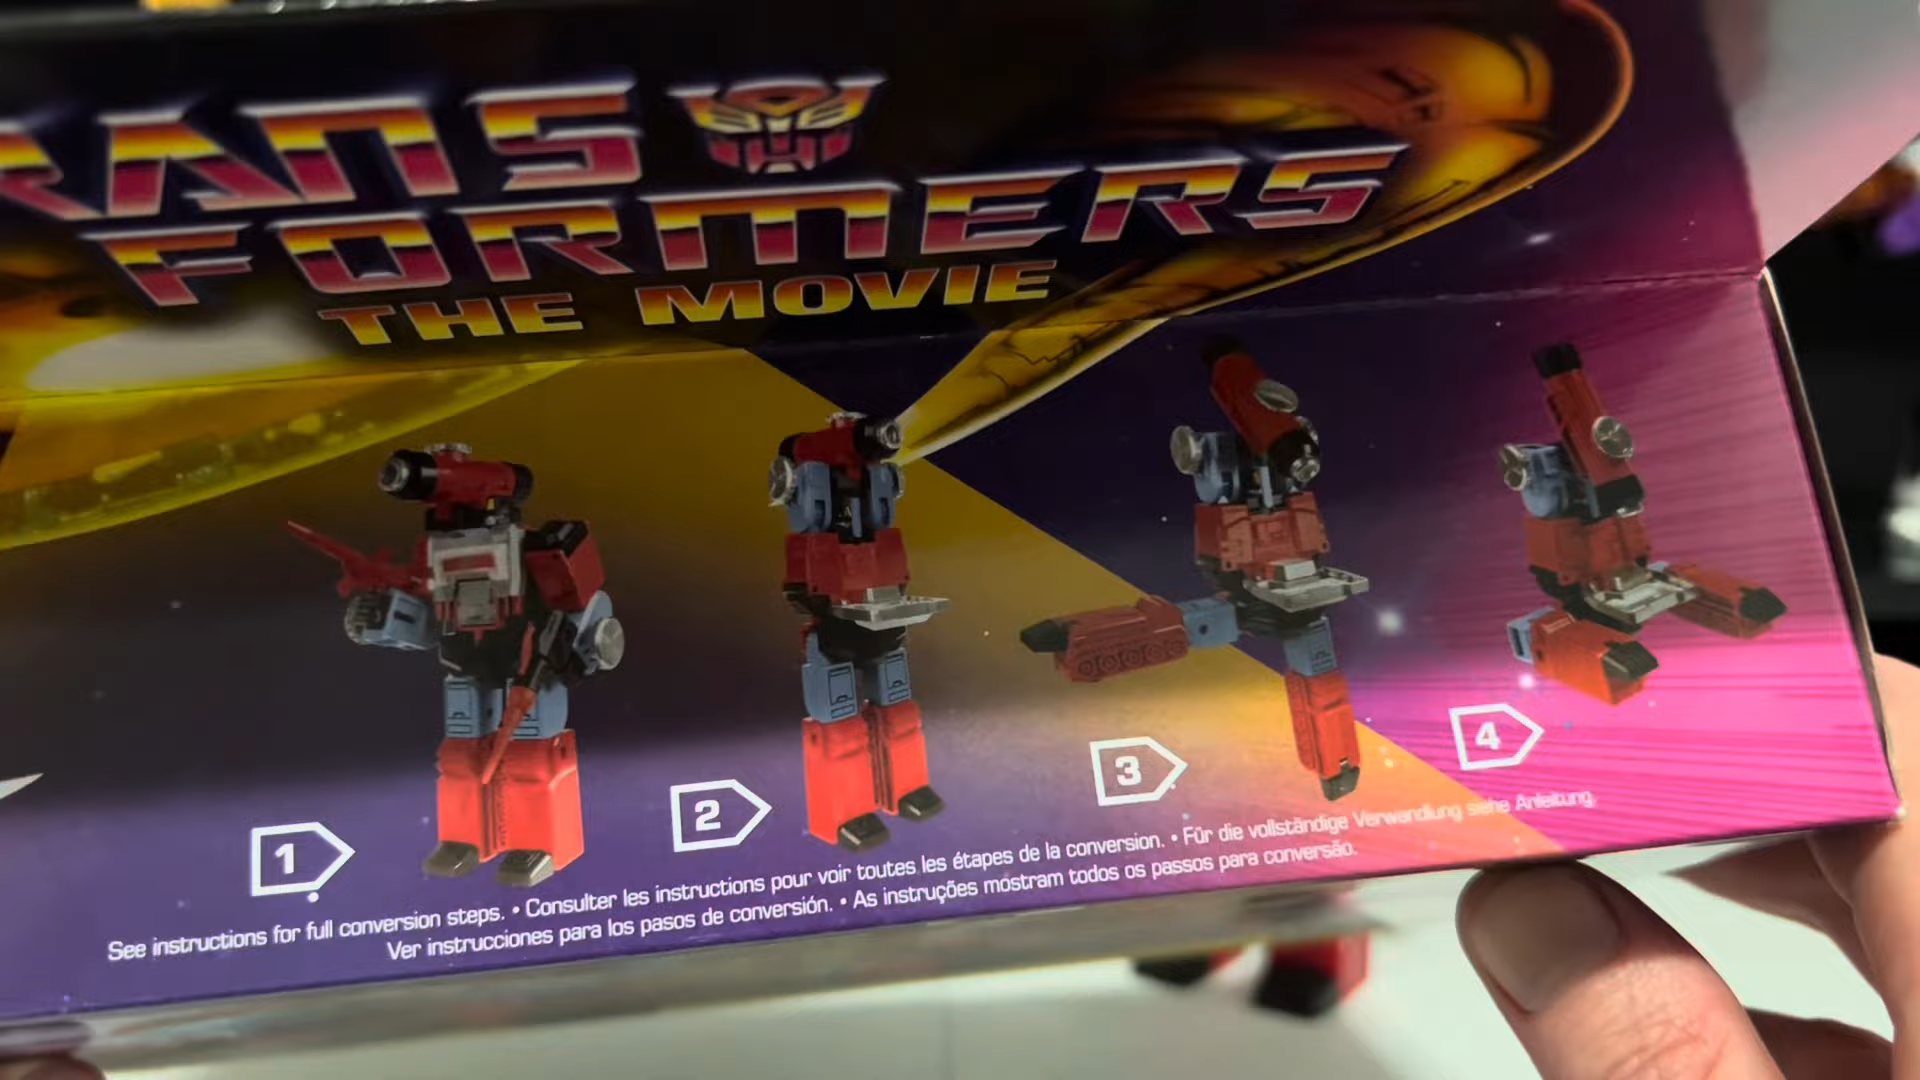 TRANS
FORMERS
THE MOVIE
1
2
3
4
See instructions for full conversion steps. • Consulter les instructions pour voir toutes les étapes de la conversion. • Für die vollständige Verwendung siehe Anleitung.
Ver instrucciones para los pasos de conversión. • As instruções mostram todos os passos para conversão.